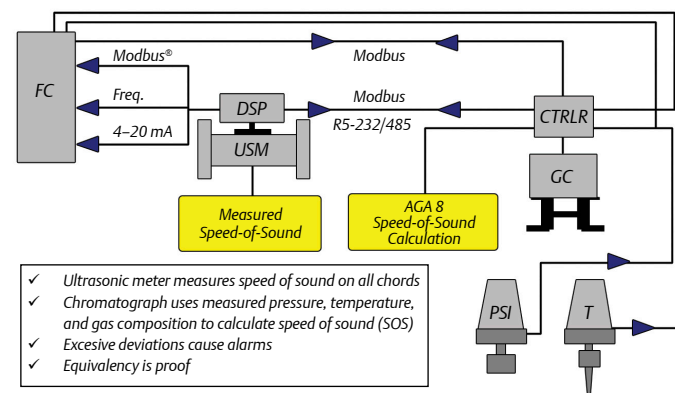 FC
Modbus®
Freq.
4–20 mA
DSP
USM
Modbus
Modbus
R5-232/485
CTRLR
GC
Measured
Speed-of-Sound
AGA 8
Speed-of-Sound
Calculation
✓ Ultrasonic meter measures speed of sound on all chords
✓ Chromatograph uses measured pressure, temperature,
and gas composition to calculate speed of sound (SOS)
✓ Excesive deviations cause alarms
✓ Equivalency is proof
PSI
T